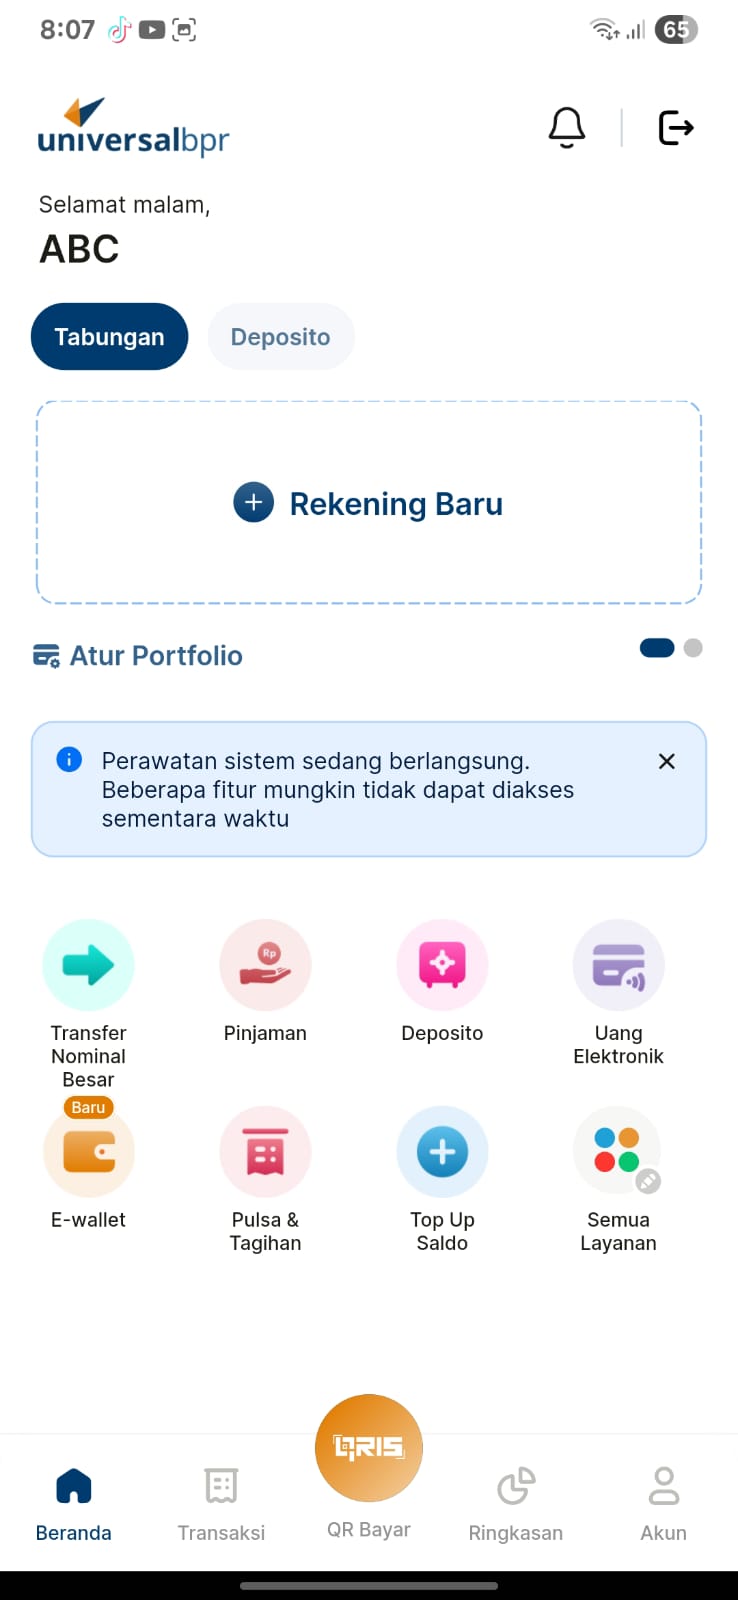 8:07
65
universalbpr
Selamat malam,
ABC
Tabungan
Deposito
Rekening Baru
Atur Portfolio
Perawatan sistem sedang berlangsung.
Beberapa fitur mungkin tidak dapat diakses
sementara waktu
Transfer
Nominal
Besar
Rp
Pinjaman
Deposito
Uang
Elektronik
Baru
E-wallet
Pulsa &
Tagihan
Top Up
Saldo
Semua
Layanan
QRIS
Beranda
Transaksi
QR Bayar
Ringkasan
Akun